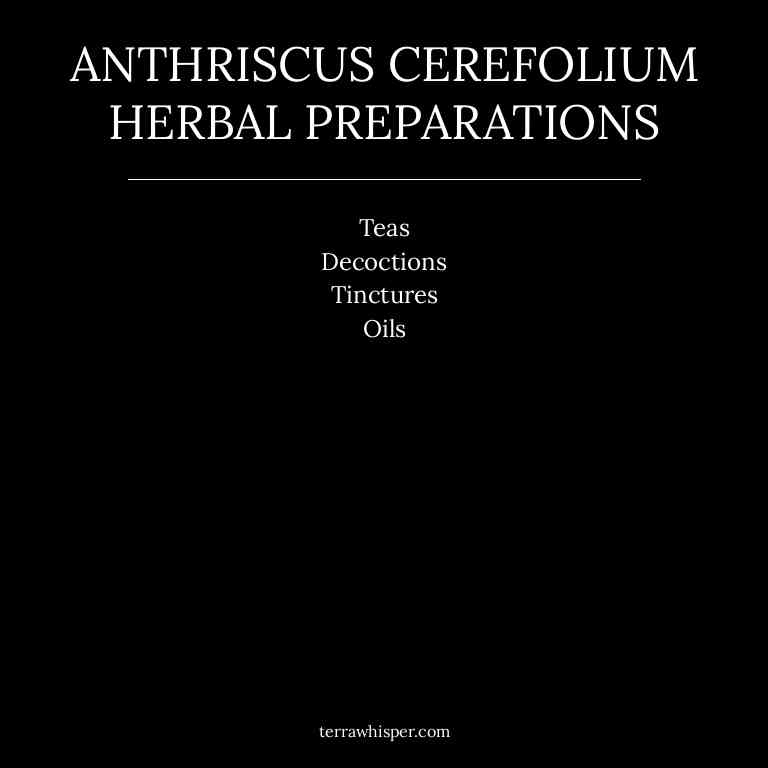 ANTHRISCUS CEREFOLIUM
HERBAL PREPARATIONS
Teas
Decoctions
Tinctures
Oils
terrawhisper.com